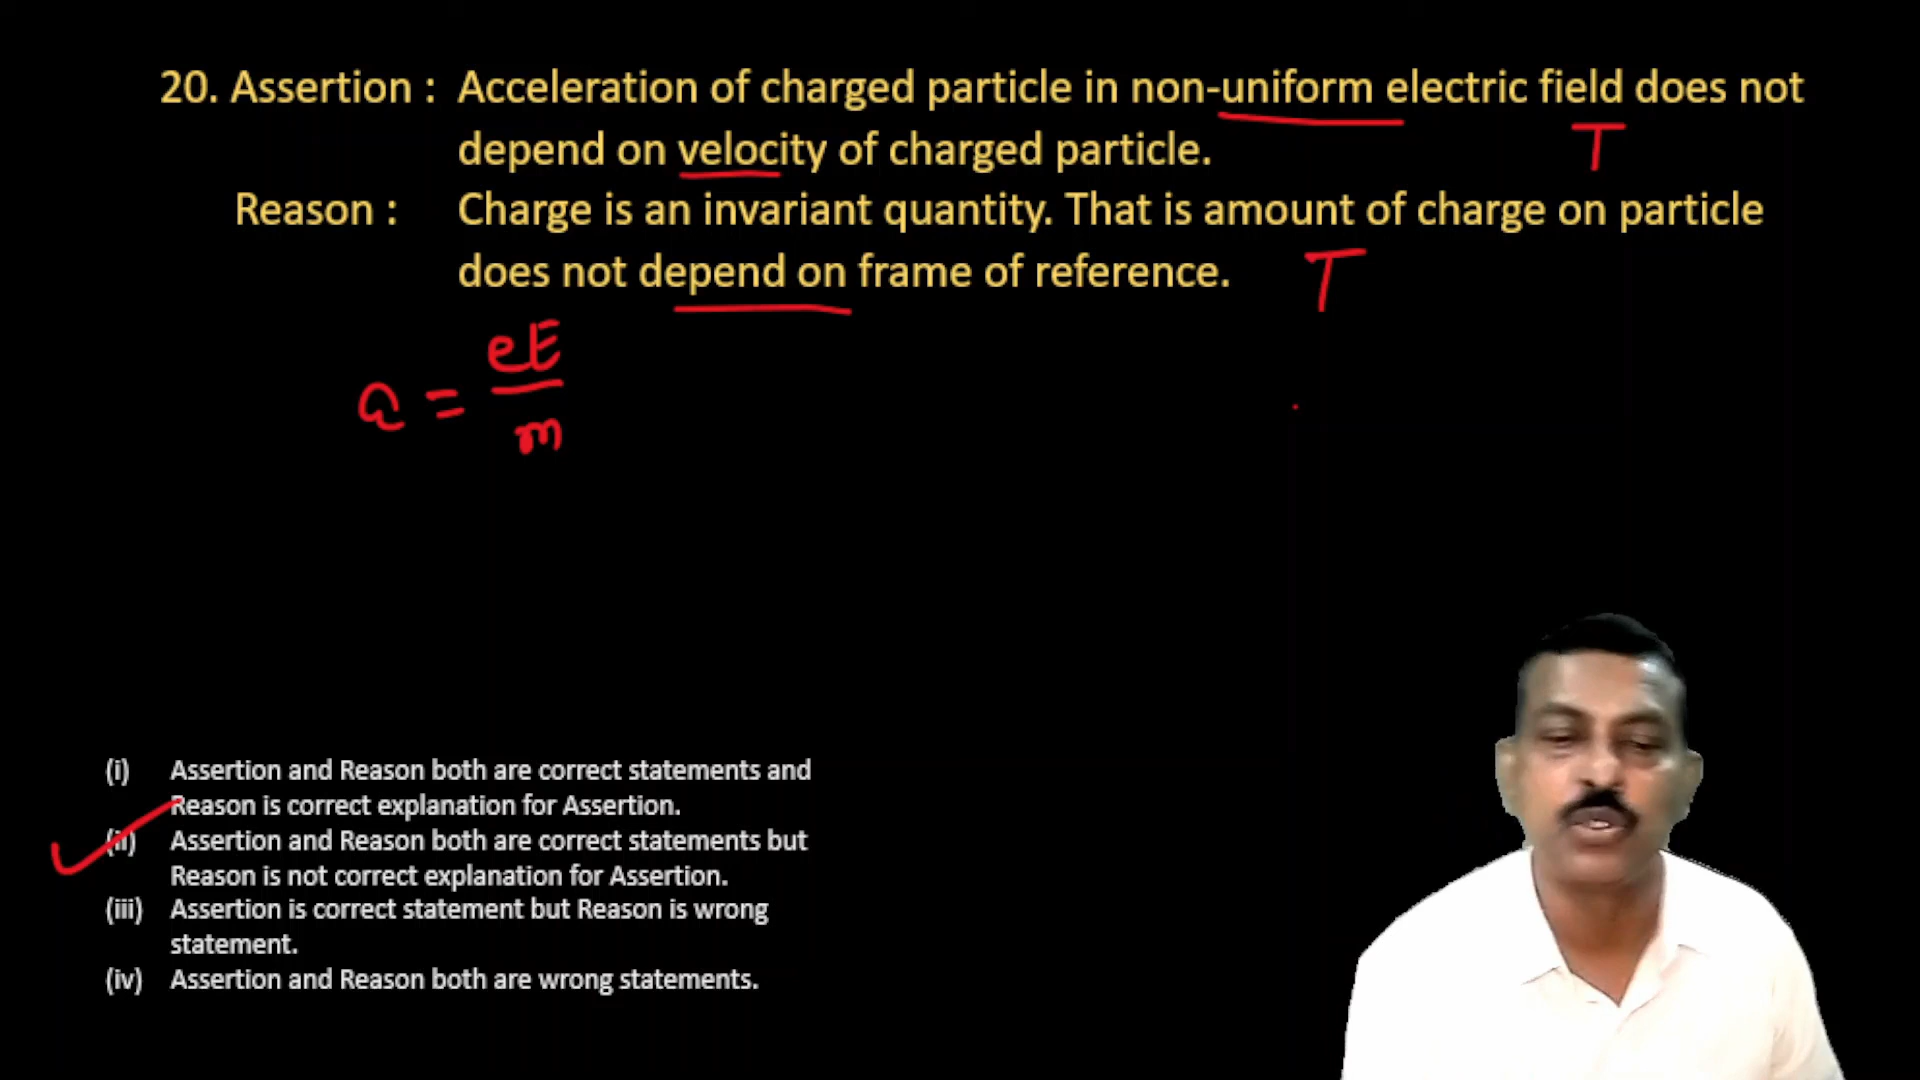 20. Assertion : Acceleration of charged particle in non-uniform electric field does not
depend on velocity of charged particle.
T
Reason : Charge is an invariant quantity. That is amount of charge on particle
does not depend on frame of reference.
T
a = eE
m
(i) Assertion and Reason both are correct statements and
Reason is correct explanation for Assertion.
(ii) Assertion and Reason both are correct statements but
Reason is not correct explanation for Assertion.
(iii) Assertion is correct statement but Reason is wrong
statement.
(iv) Assertion and Reason both are wrong statements.